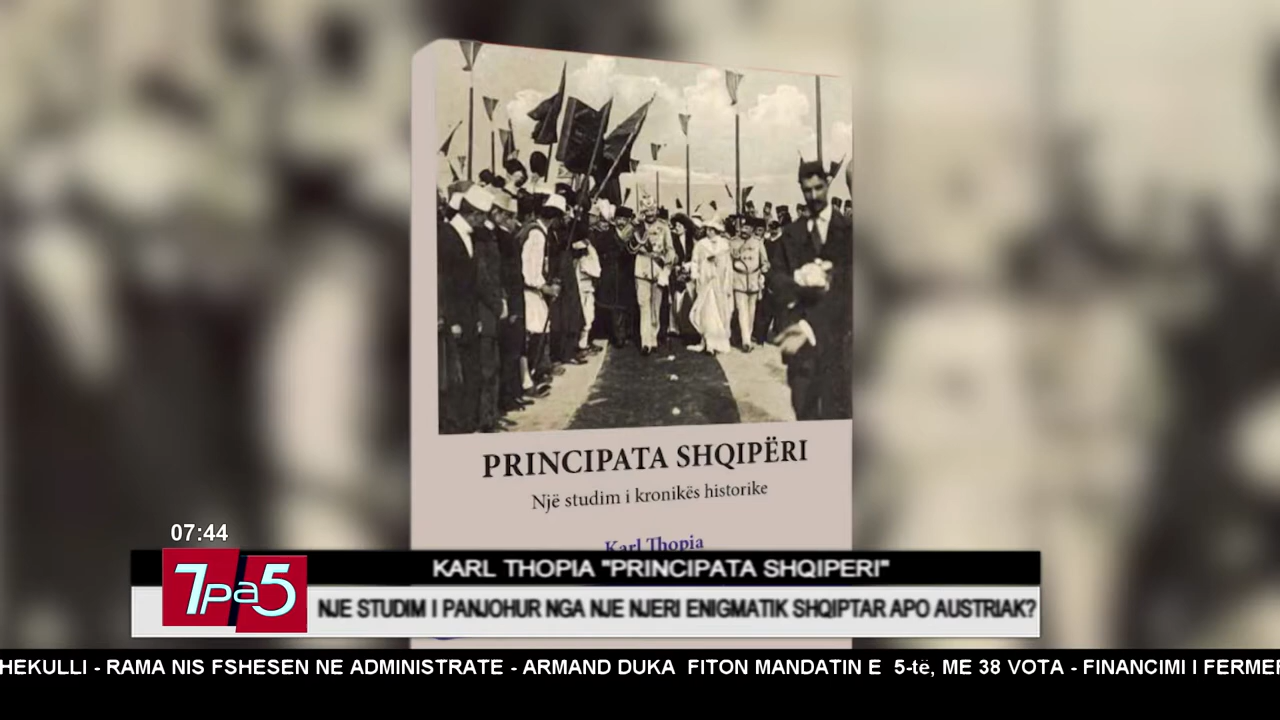 PRINCIPATA SHQIPËRI
Një studim i kronikës historike
Karl Thopia
07:44
7pa5
KARL THOPIA "PRINCIPATA SHQIPERI"
NJE STUDIM I PANJOHUR NGA NJE NJERI ENIGMATIK SHQIPTAR APO AUSTRIAK?
HEKULLI - RAMA NIS FSHESEN NE ADMINISTRATE - ARMAND DUKA FITON MANDATIN E 5-të, ME 38 VOTA - FINANCIMI I FERME